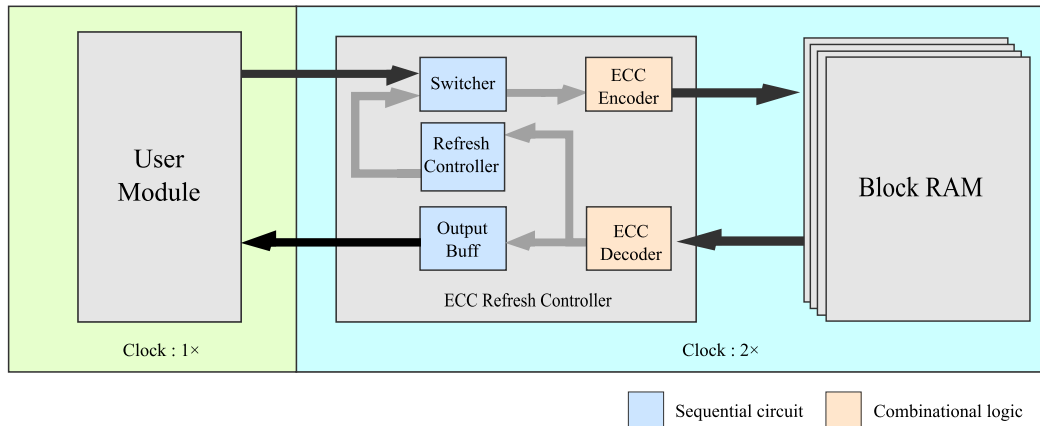 User
Module
Switcher
ECC
Encoder
Refresh
Controller
Output
Buff
ECC
Decoder
ECC Refresh Controller
Block RAM
Clock : 1×
Clock : 2×
Sequential circuit
Combinational logic